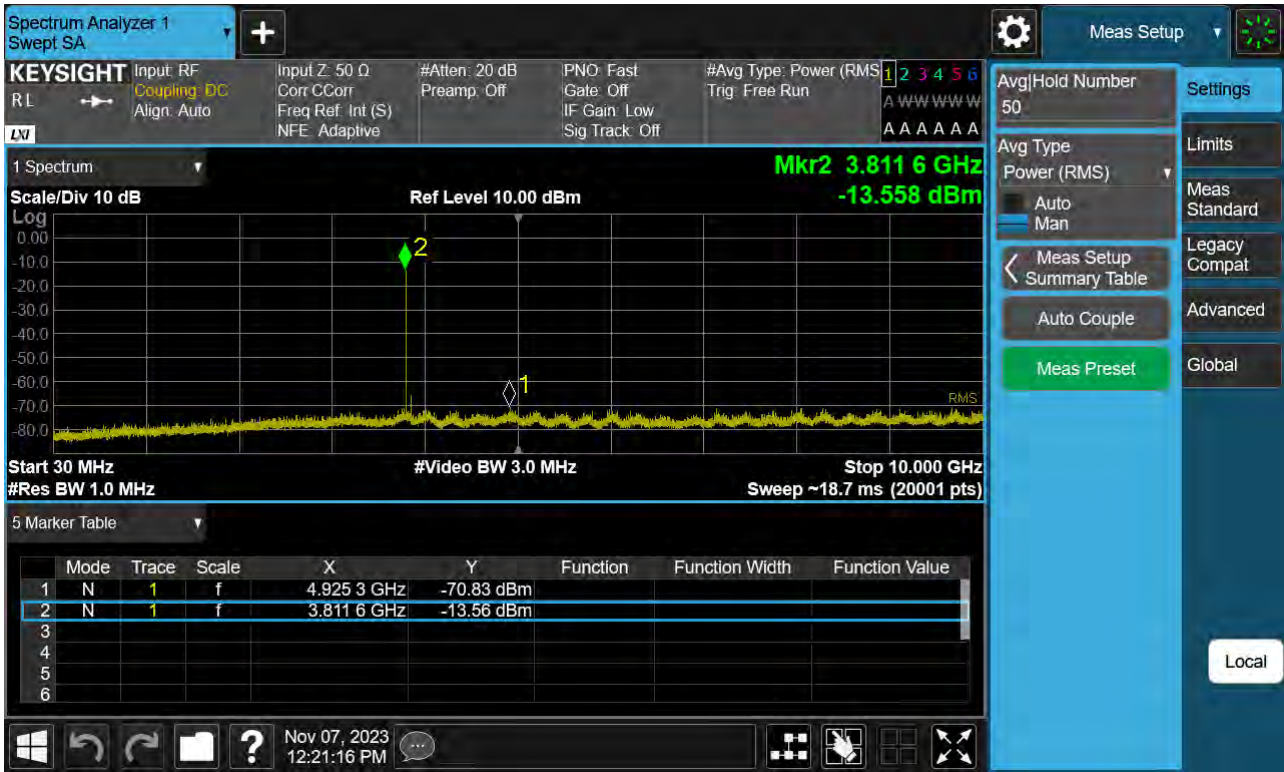 Spectrum Analyzer 1
Swept SA
+
Meas Setup
KEYSIGHT
RL
LXI
Input: RF
Coupling: DC
Align: Auto
Input Z: 50 Ω
Corr CCorr
Freq Ref: Int (S)
NFE: Adaptive
#Atten: 20 dB
Preamp: Off
PNO: Fast
Gate: Off
IF Gain: Low
Sig Track: Off
#Avg Type: Power (RMS
Trig: Free Run
1 2 3 4 5 6
A W W W W W
A A A A A A
1 Spectrum
Mkr2 3.811 6 GHz
-13.558 dBm
Scale/Div 10 dB
Ref Level 10.00 dBm
Log
0.00
-10.0
-20.0
-30.0
-40.0
-50.0
-60.0
-70.0
-80.0
2
1
RMS
Start 30 MHz
#Video BW 3.0 MHz
Stop 10.000 GHz
#Res BW 1.0 MHz
Sweep ~18.7 ms (20001 pts)
5 Marker Table
Mode Trace Scale X Y Function Function Width Function Value
1 N 1 f 4.925 3 GHz -70.83 dBm
2 N 1 f 3.811 6 GHz -13.56 dBm
3
4
5
6
Avg|Hold Number
50
Avg Type
Power (RMS)
Auto
Man
Meas Setup
Summary Table
Auto Couple
Meas Preset
Settings
Limits
Meas
Standard
Legacy
Compat
Advanced
Global
Local
?
Nov 07, 2023
12:21:16 PM